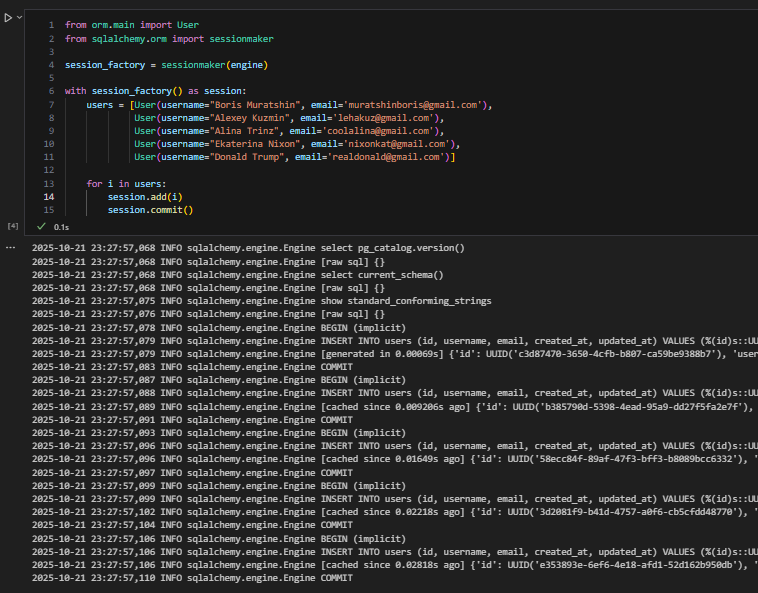 1 from orm.main import User
2 from sqlalchemy.orm import sessionmaker
3
4 session_factory = sessionmaker(engine)
5
6 with session_factory() as session:
7 users = [User(username="Boris Muratshin", email='muratshinboris@gmail.com'),
8 User(username="Alexey Kuzmin", email='lehakuz@gmail.com'),
9 User(username="Alina Trinz", email='coolalina@gmail.com'),
10 User(username="Ekaterina Nixon", email='nixonkat@gmail.com'),
11 User(username="Donald Trump", email='realdonald@gmail.com')]
12
13 for i in users:
14 session.add(i)
15 session.commit()
[4] ✓ 0.1s
... 2025-10-21 23:27:57,068 INFO sqlalchemy.engine.Engine select pg_catalog.version()
2025-10-21 23:27:57,068 INFO sqlalchemy.engine.Engine [raw sql] {}
2025-10-21 23:27:57,068 INFO sqlalchemy.engine.Engine select current_schema()
2025-10-21 23:27:57,068 INFO sqlalchemy.engine.Engine [raw sql] {}
2025-10-21 23:27:57,075 INFO sqlalchemy.engine.Engine show standard_conforming_strings
2025-10-21 23:27:57,076 INFO sqlalchemy.engine.Engine [raw sql] {}
2025-10-21 23:27:57,078 INFO sqlalchemy.engine.Engine BEGIN (implicit)
2025-10-21 23:27:57,079 INFO sqlalchemy.engine.Engine INSERT INTO users (id, username, email, created_at, updated_at) VALUES (%(id)s::UU
2025-10-21 23:27:57,079 INFO sqlalchemy.engine.Engine [generated in 0.00069s] {'id': UUID('c3d87470-3650-4cfb-b807-ca59be9388b7'), 'user
2025-10-21 23:27:57,083 INFO sqlalchemy.engine.Engine COMMIT
2025-10-21 23:27:57,087 INFO sqlalchemy.engine.Engine BEGIN (implicit)
2025-10-21 23:27:57,088 INFO sqlalchemy.engine.Engine INSERT INTO users (id, username, email, created_at, updated_at) VALUES (%(id)s::UU
2025-10-21 23:27:57,089 INFO sqlalchemy.engine.Engine [cached since 0.009206s ago] {'id': UUID('b385790d-5398-4ead-95a9-dd27f5fa2e7f'),
2025-10-21 23:27:57,091 INFO sqlalchemy.engine.Engine COMMIT
2025-10-21 23:27:57,093 INFO sqlalchemy.engine.Engine BEGIN (implicit)
2025-10-21 23:27:57,096 INFO sqlalchemy.engine.Engine INSERT INTO users (id, username, email, created_at, updated_at) VALUES (%(id)s::UU
2025-10-21 23:27:57,096 INFO sqlalchemy.engine.Engine [cached since 0.01649s ago] {'id': UUID('58ecc84f-89af-47f3-bff3-b8089bcc6332'), '
2025-10-21 23:27:57,097 INFO sqlalchemy.engine.Engine COMMIT
2025-10-21 23:27:57,099 INFO sqlalchemy.engine.Engine BEGIN (implicit)
2025-10-21 23:27:57,099 INFO sqlalchemy.engine.Engine INSERT INTO users (id, username, email, created_at, updated_at) VALUES (%(id)s::UU
2025-10-21 23:27:57,102 INFO sqlalchemy.engine.Engine [cached since 0.02218s ago] {'id': UUID('3d2081f9-b41d-4757-a0f6-cb5cfdd48770'), '
2025-10-21 23:27:57,104 INFO sqlalchemy.engine.Engine COMMIT
2025-10-21 23:27:57,106 INFO sqlalchemy.engine.Engine BEGIN (implicit)
2025-10-21 23:27:57,106 INFO sqlalchemy.engine.Engine INSERT INTO users (id, username, email, created_at, updated_at) VALUES (%(id)s::UU
2025-10-21 23:27:57,106 INFO sqlalchemy.engine.Engine [cached since 0.02818s ago] {'id': UUID('e353893e-6ef6-4e18-afd1-52d162b950db'), '
2025-10-21 23:27:57,110 INFO sqlalchemy.engine.Engine COMMIT